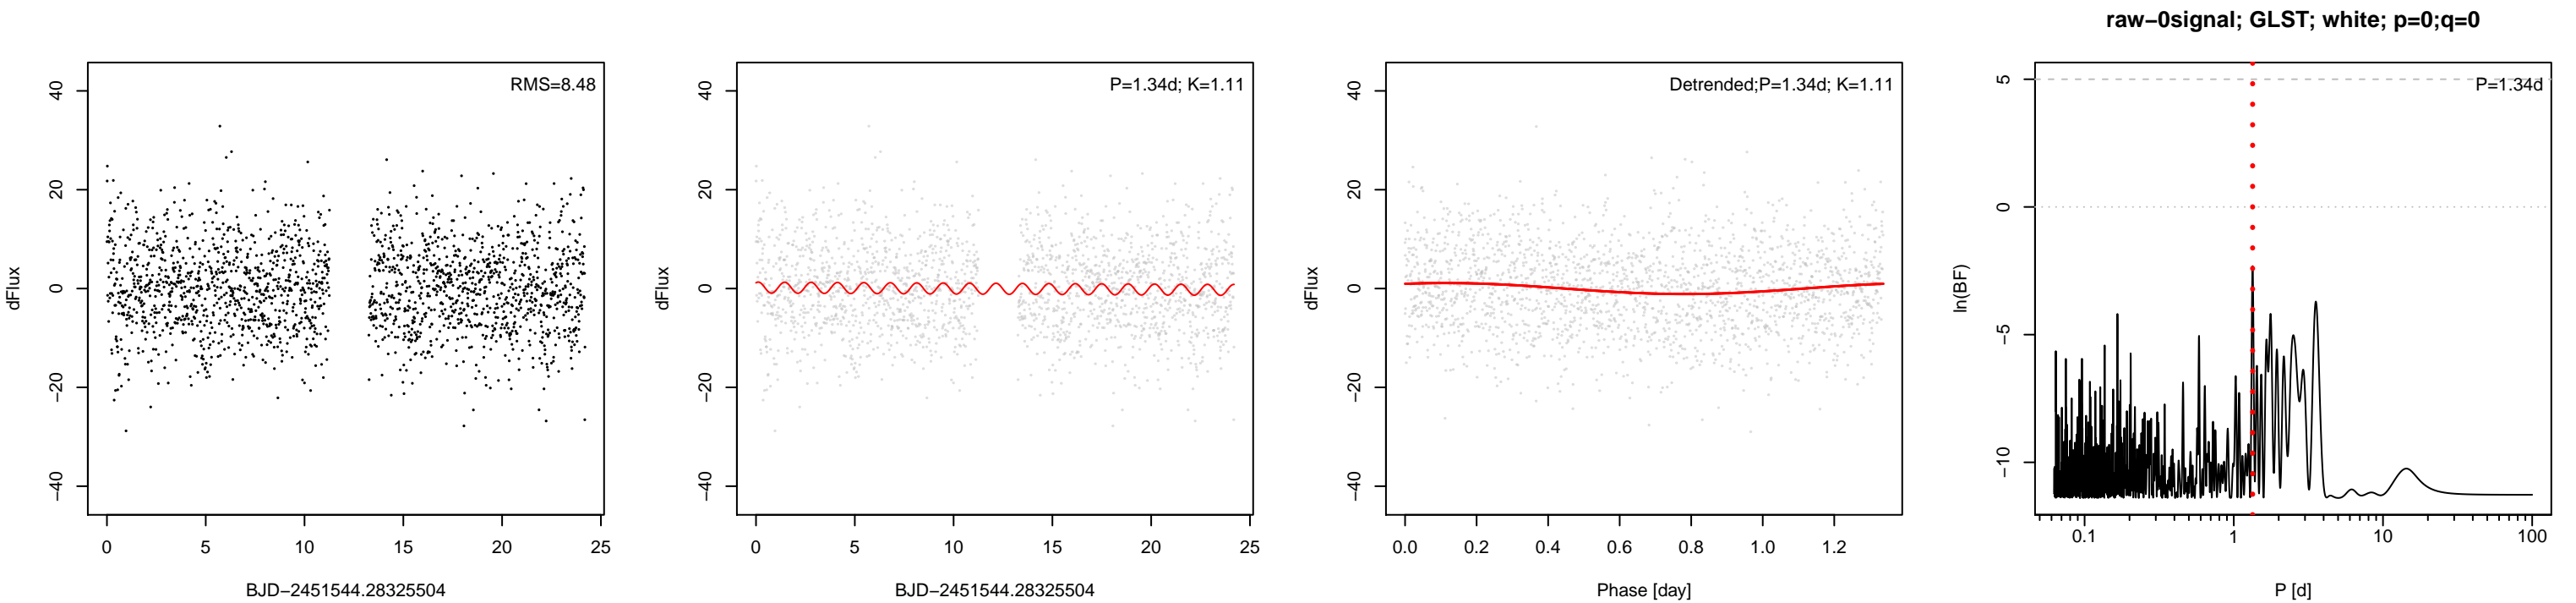 raw−0signal; GLST; white; p=0;q=0
RMS=8.48
40
20
0
−20
−40
dFlux
0 5 10 15 20 25
BJD−2451544.28325504
P=1.34d; K=1.11
40
20
0
−20
−40
dFlux
0 5 10 15 20 25
BJD−2451544.28325504
Detrended;P=1.34d; K=1.11
40
20
0
−20
−40
dFlux
0.0 0.2 0.4 0.6 0.8 1.0 1.2
Phase [day]
P=1.34d
5
0
−5
−10
ln(BF)
0.1 1 10 100
P [d]